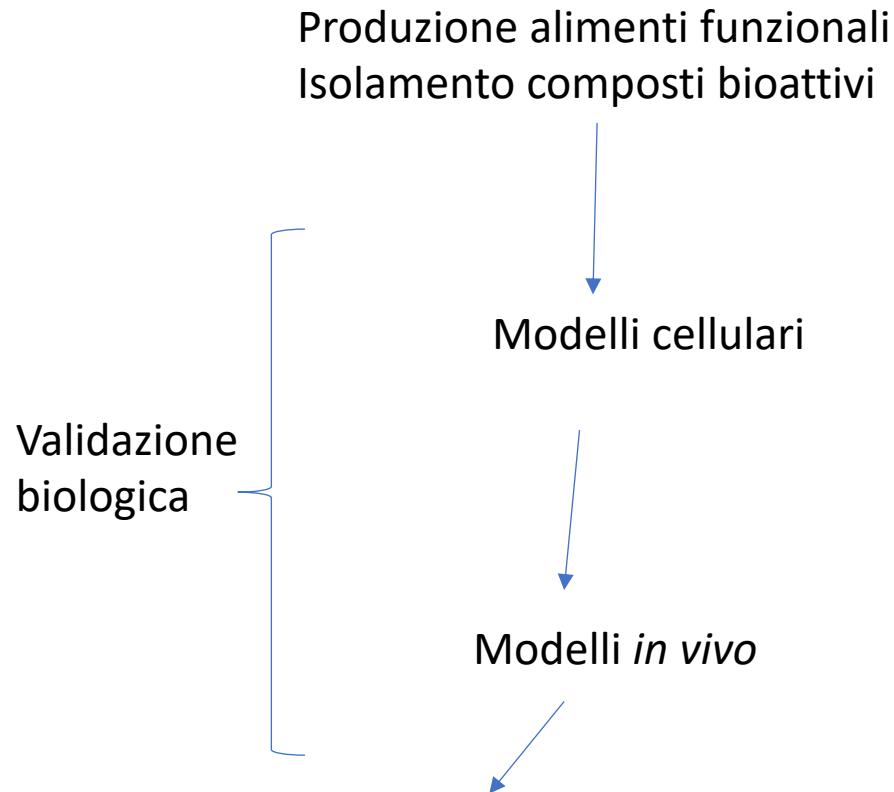 Produzione alimenti funzionali
Isolamento composti bioattivi
Modelli cellulari
Validazione
biologica
Modelli in vivo